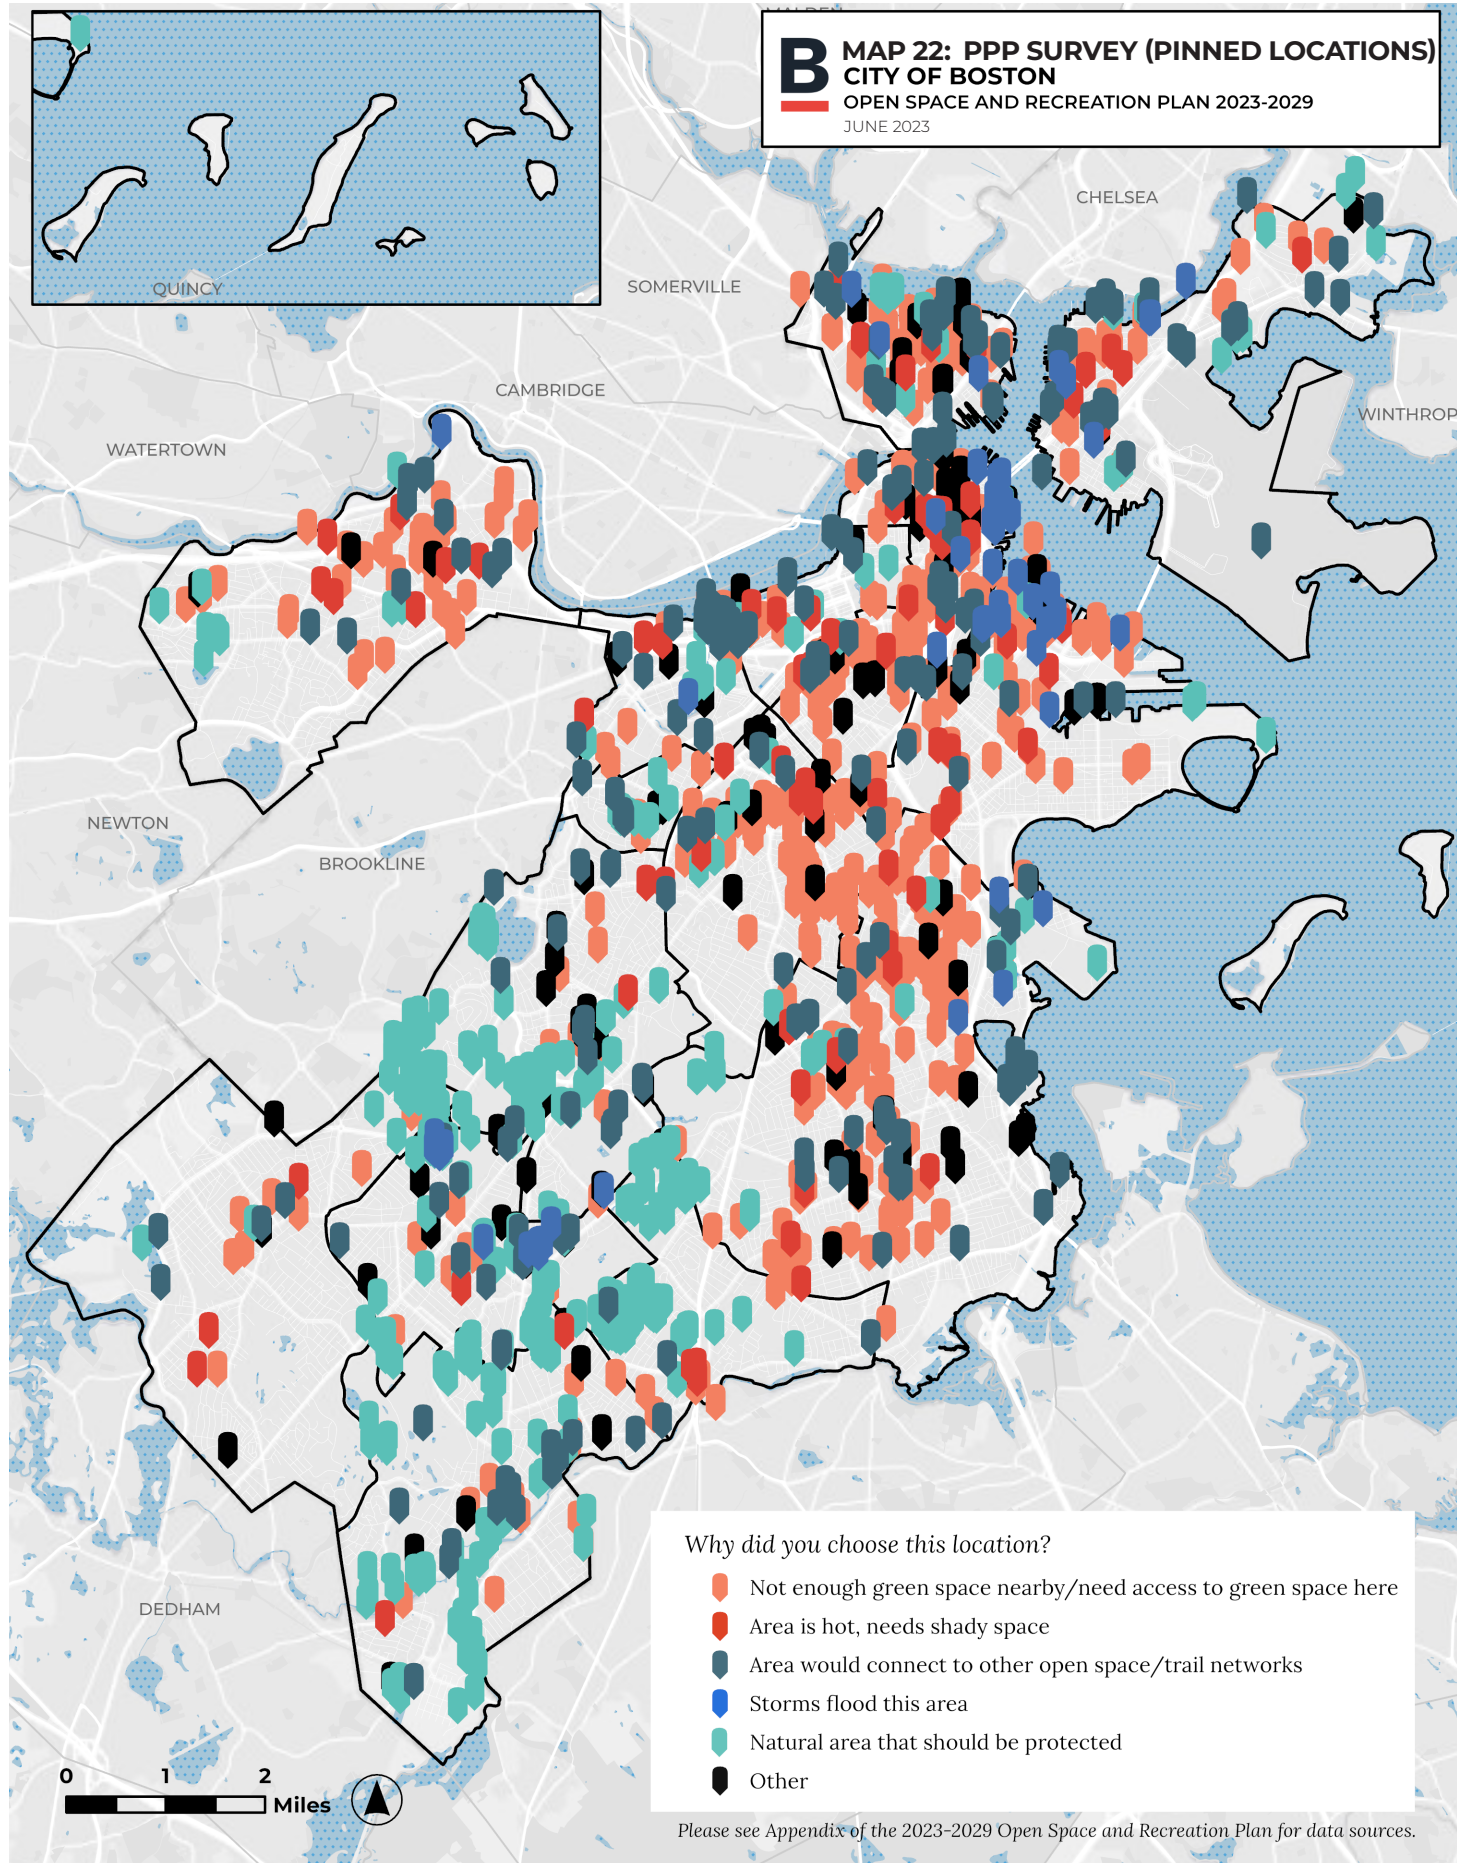 MALDEN
B
MAP 22: PPP SURVEY (PINNED LOCATIONS)
CITY OF BOSTON
OPEN SPACE AND RECREATION PLAN 2023-2029
JUNE 2023
CHELSEA
QUINCY
SOMERVILLE
CAMBRIDGE
WINTHROP
WATERTOWN
NEWTON
BROOKLINE
DEDHAM
Why did you choose this location?
Not enough green space nearby/need access to green space here
Area is hot, needs shady space
Area would connect to other open space/trail networks
Storms flood this area
Natural area that should be protected
Other
0 1 2
Miles
Please see Appendix of the 2023-2029 Open Space and Recreation Plan for data sources.